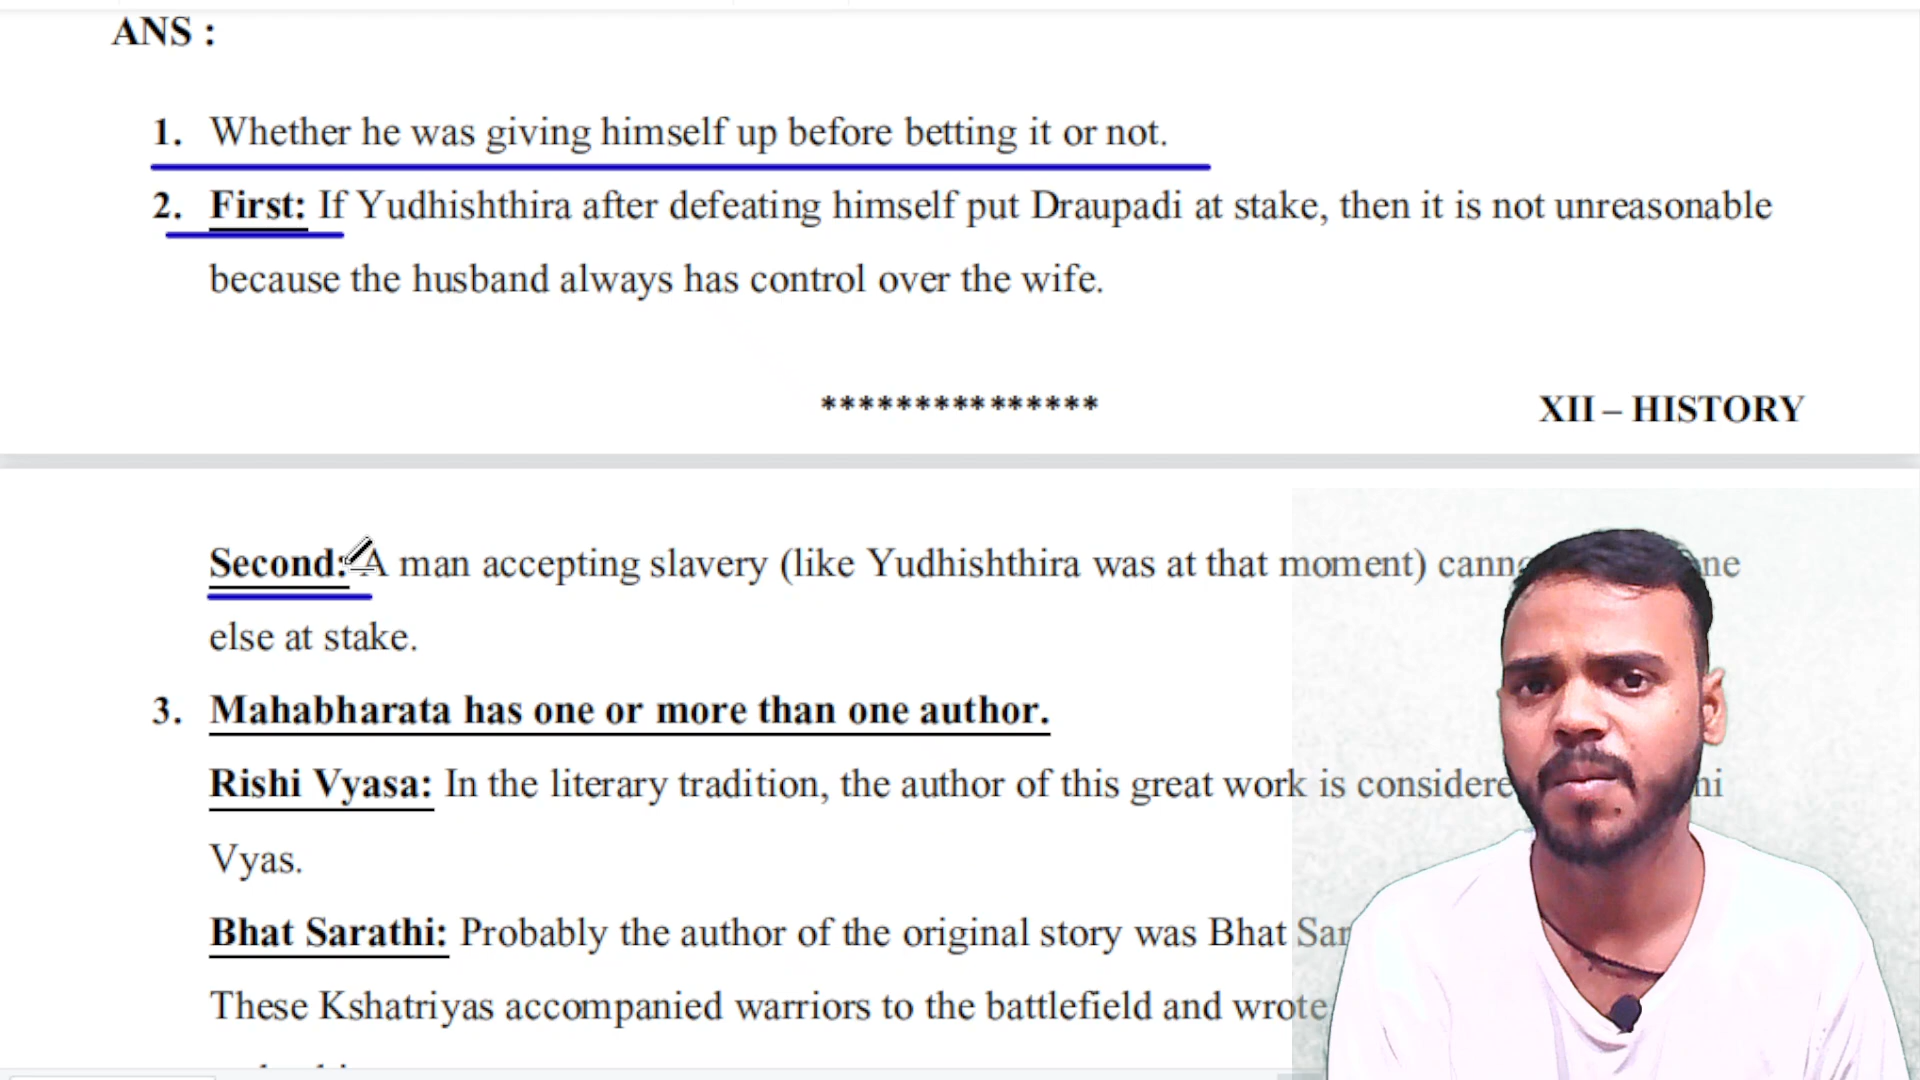 ANS :
1. Whether he was giving himself up before betting it or not.
2. First: If Yudhishthira after defeating himself put Draupadi at stake, then it is not unreasonable
because the husband always has control over the wife.
***************
XII – HISTORY
Second: A man accepting slavery (like Yudhishthira was at that moment)
else at stake.
3. Mahabharata has one or more than one author.
Rishi Vyasa: In the literary tradition, the author of this great work is
Vyas.
Bhat Sarathi: Probably the author of the original story was Bhat
These Kshatriyas accompanied warriors to the battlefield and wrote